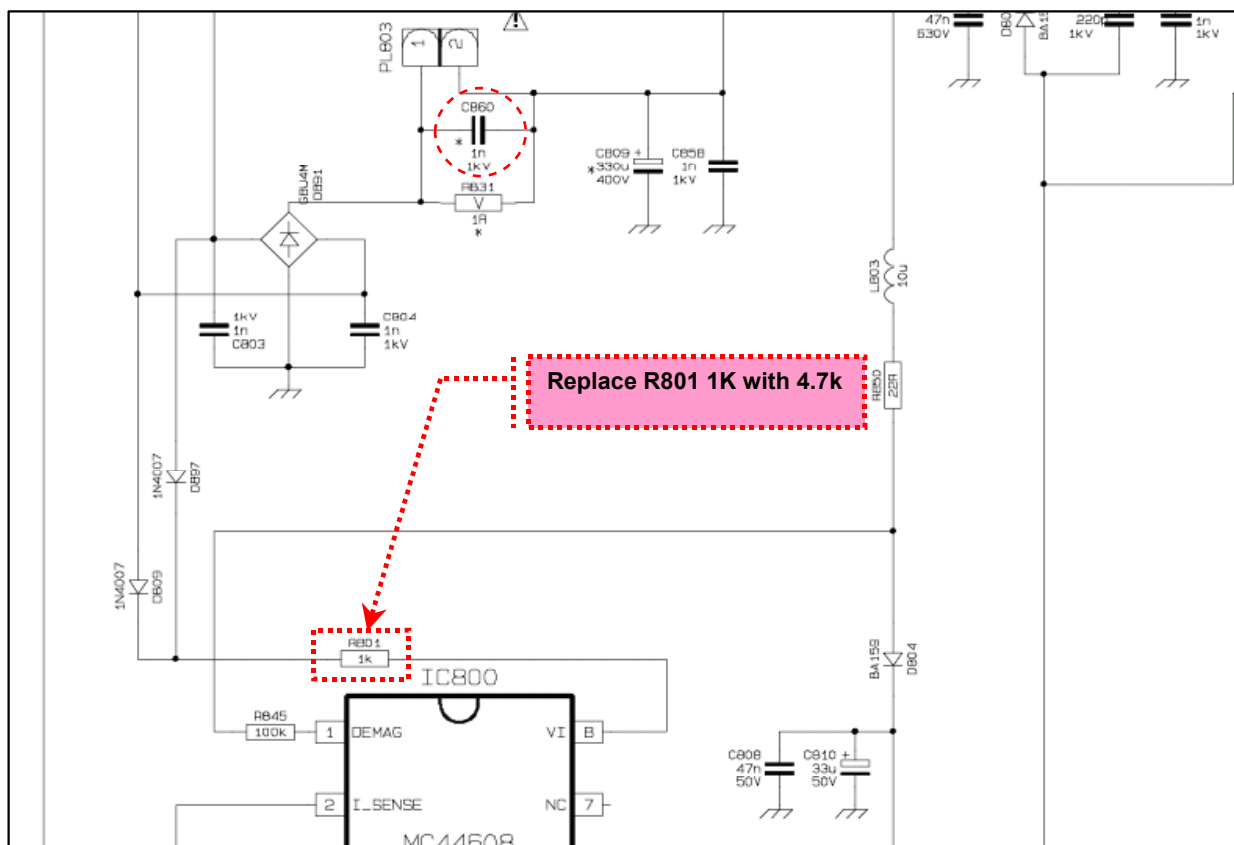 PL803
1
2
C860
*
1n
1kV
R831
V
1R
*
C809 +
* 330u
400V
C858
1n
1kV
47n
630V
220p
1kV
1n
1kV
GBU4M
D891
1kV
1n
C803
C804
1n
1kV
L803
10u
Replace R801 1K with 4.7k
R850
22R
1N4007
D897
1N4007
D809
R801
1k
IC800
R845
100k
1
DEMAG
VI
8
2
I_SENSE
NC
7
MC44608
BA159
D804
C808
47n
50V
C810 +
33u
50V